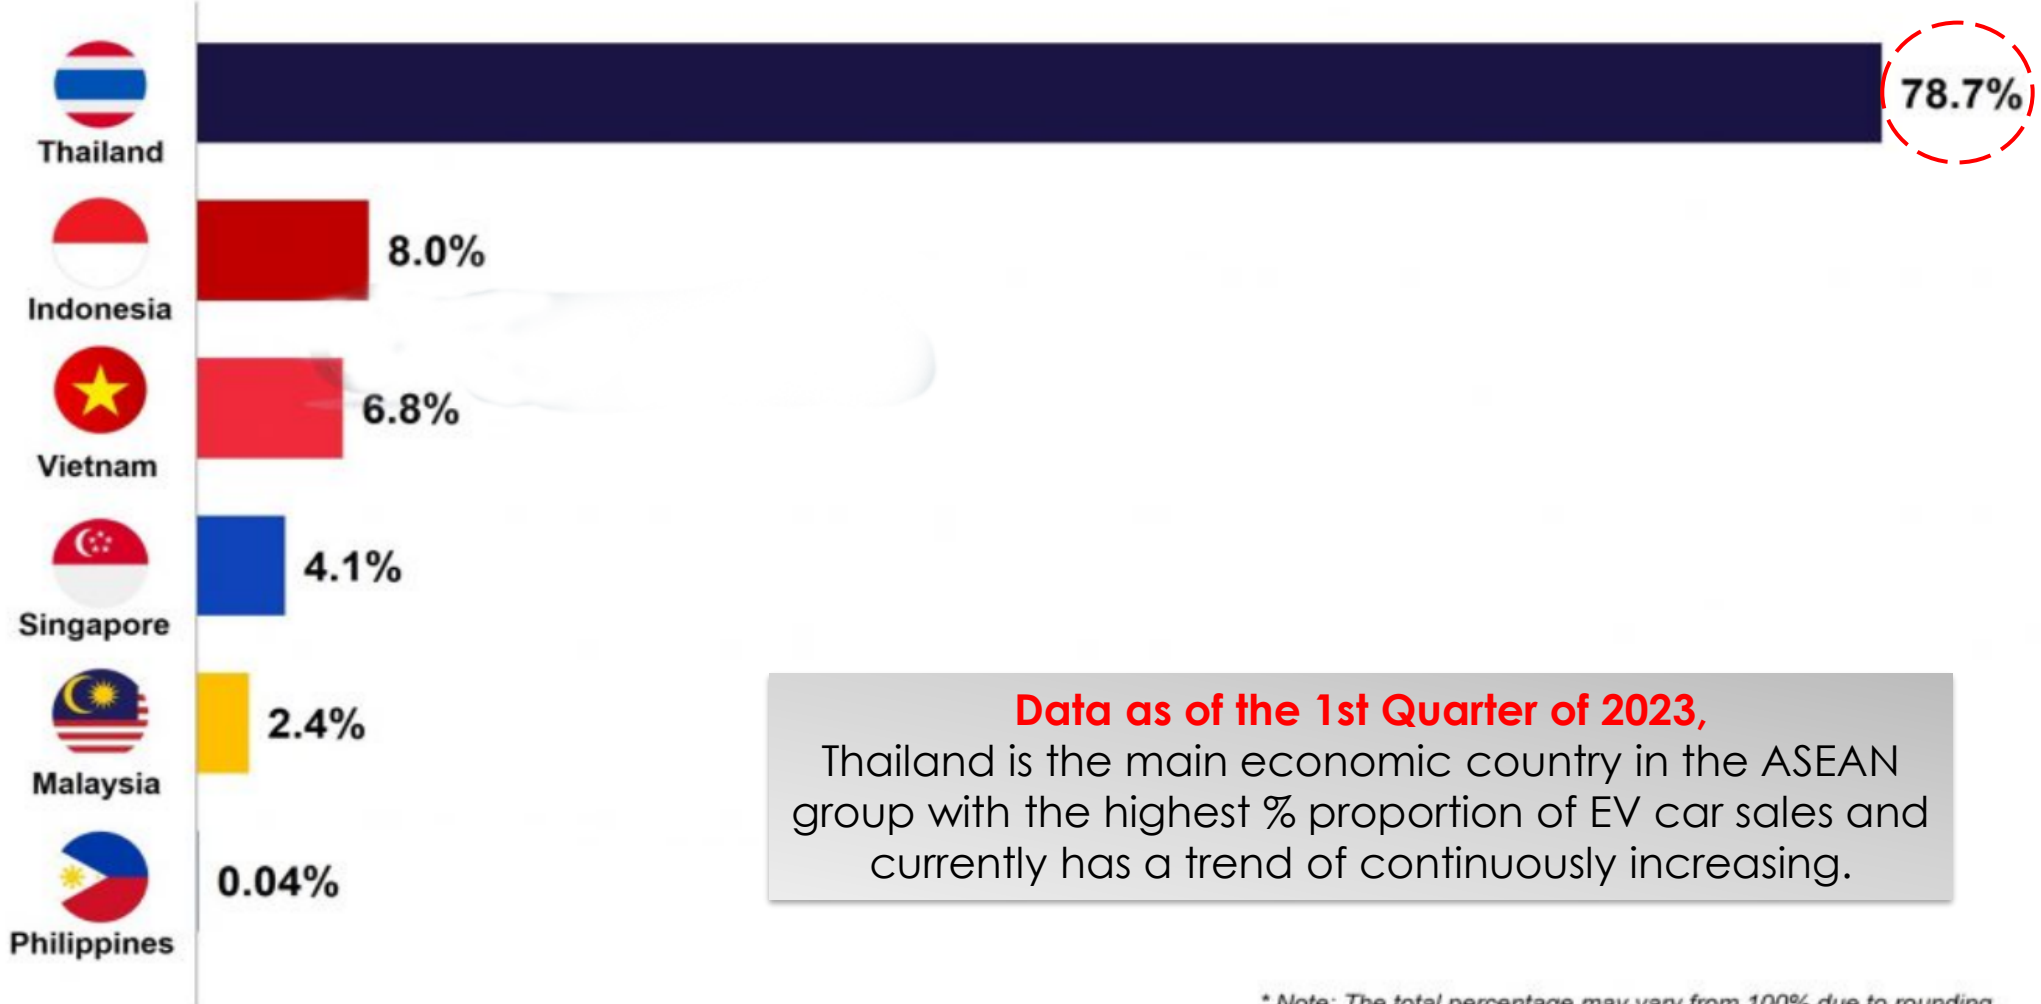 78.7%
Thailand
8.0%
Indonesia
6.8%
Vietnam
4.1%
Singapore
2.4%
Malaysia
0.04%
Philippines
Data as of the 1st Quarter of 2023,
Thailand is the main economic country in the ASEAN
group with the highest % proportion of EV car sales and
currently has a trend of continuously increasing.
* Note: The total percentage may vary from 100% due to rounding